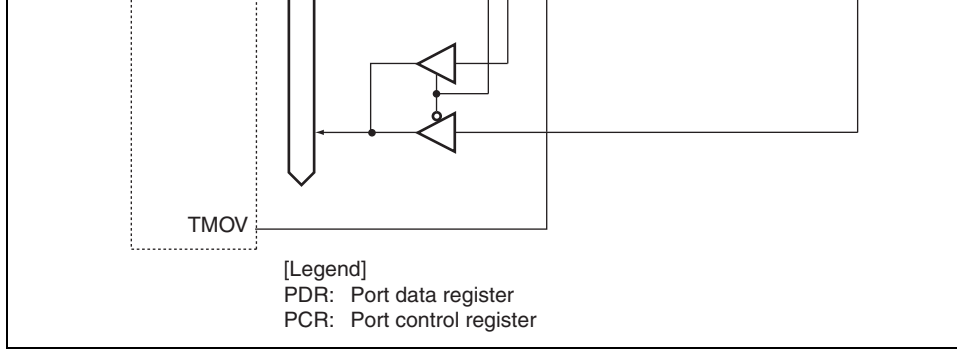 TMOV
[Legend]
PDR: Port data register
PCR: Port control register